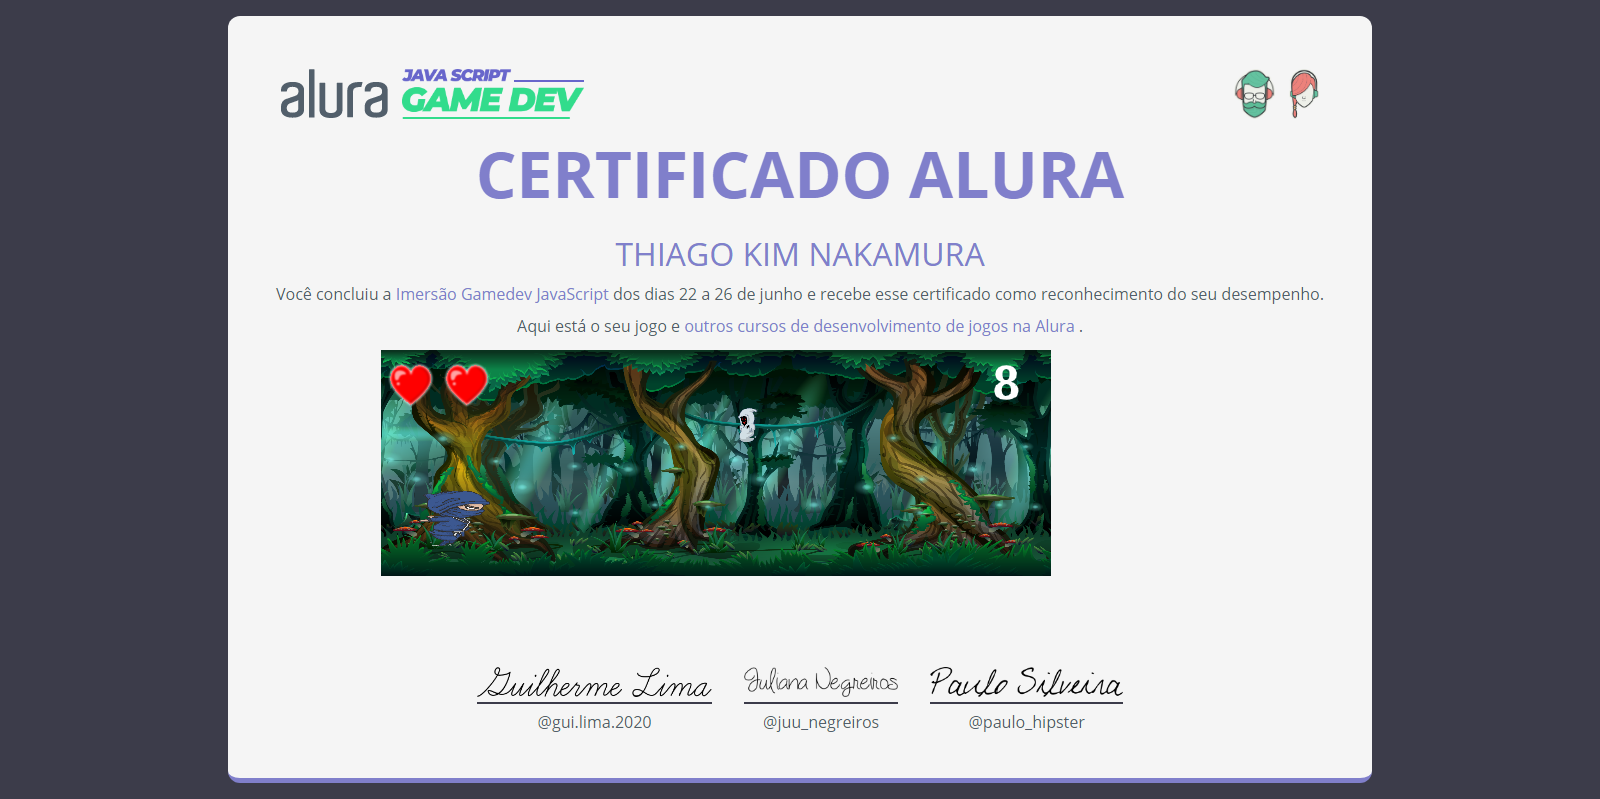 alura JAVA SCRIPT
GAME DEV
CERTIFICADO ALURA
THIAGO KIM NAKAMURA
Você concluiu a Imersão Gamedev JavaScript dos dias 22 a 26 de junho e recebe esse certificado como reconhecimento do seu desempenho.
Aqui está o seu jogo e outros cursos de desenvolvimento de jogos na Alura .
8
Guilherme Lima Juliana Negreiros Paulo Silveira
@gui.lima.2020 @juu_negreiros @paulo_hipster